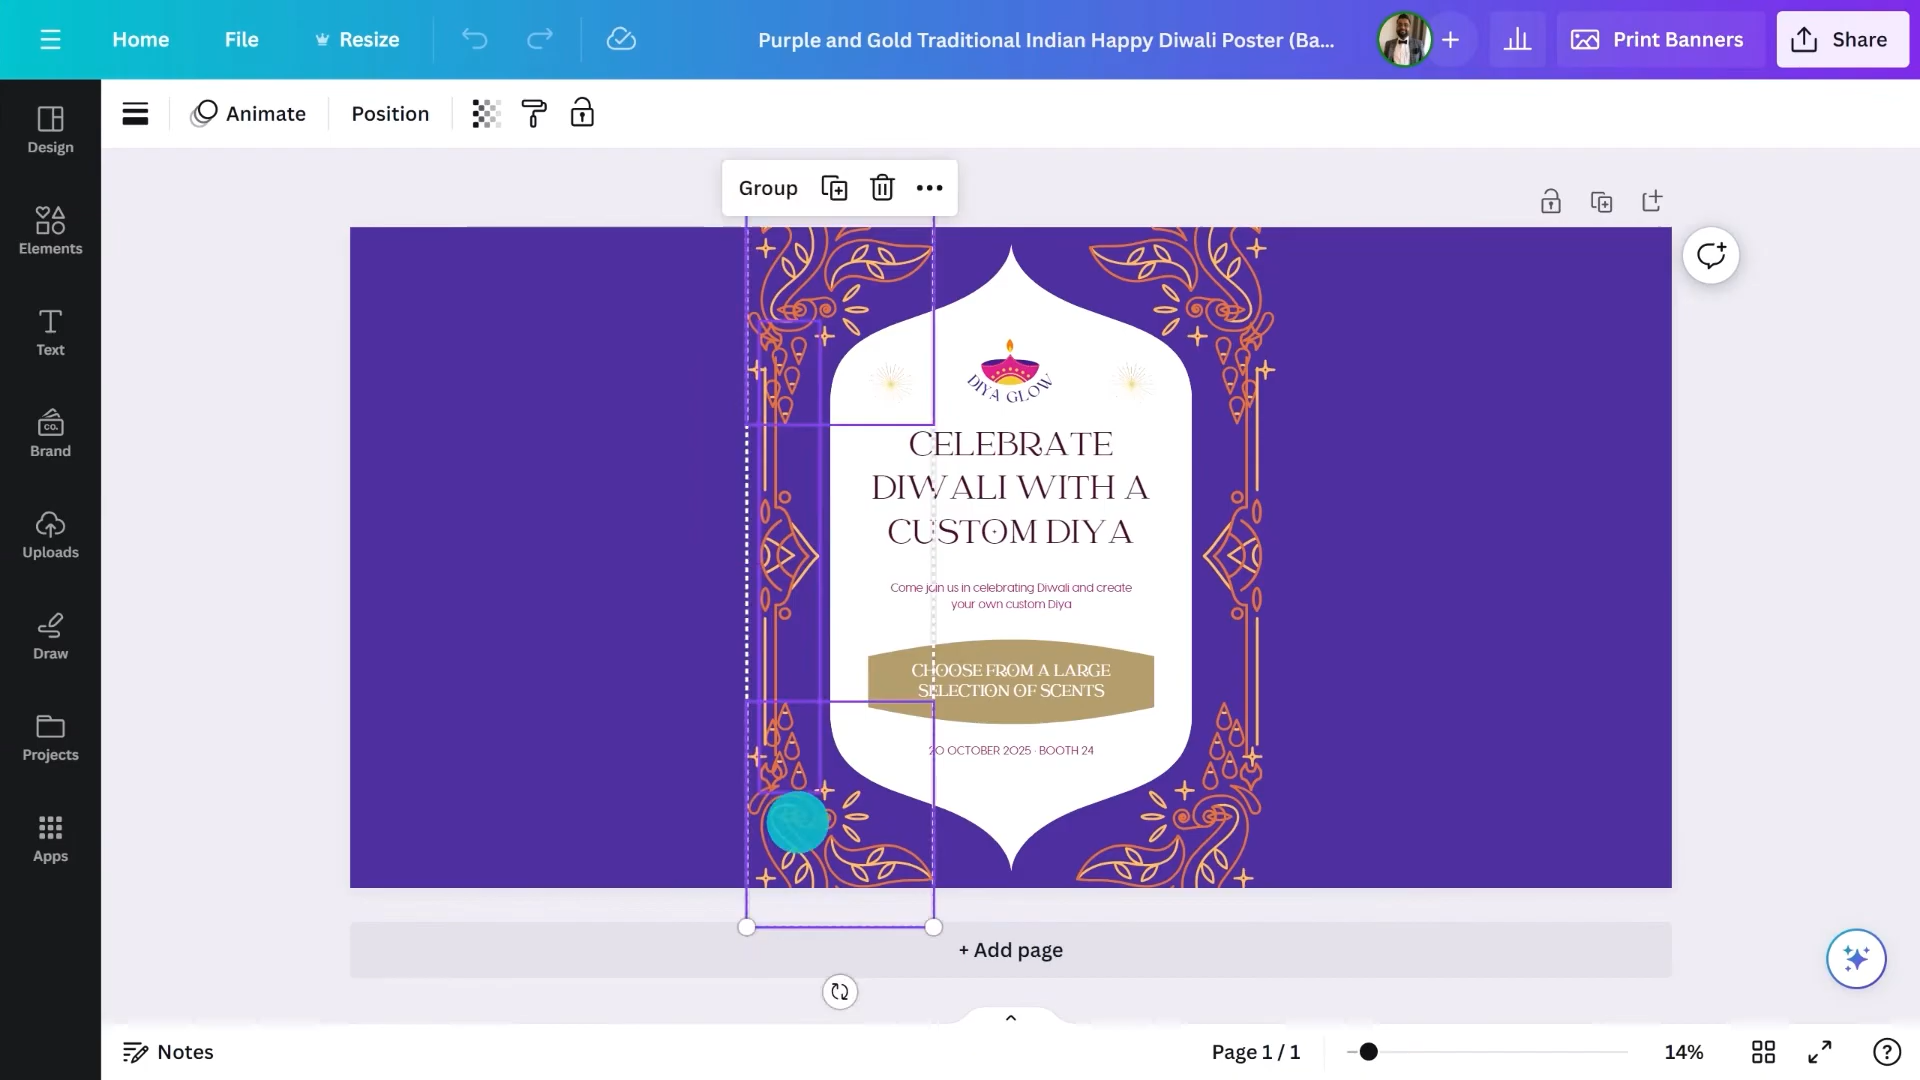 Home
File
Resize
Purple and Gold Traditional Indian Happy Diwali Poster (Ba...
Print Banners
Share
Animate
Position
Group
Design
Elements
Text
CO.
Brand
Uploads
Draw
Projects
Apps
DIYA GLOW
CELEBRATE
DIWALI WITH A
CUSTOM DIYA
Come join us in celebrating Diwali and create
your own custom Diya
CHOOSE FROM A LARGE
SELECTION OF SCENTS
20 OCTOBER 2025 · BOOTH 24
+ Add page
Notes
Page 1 / 1
14%